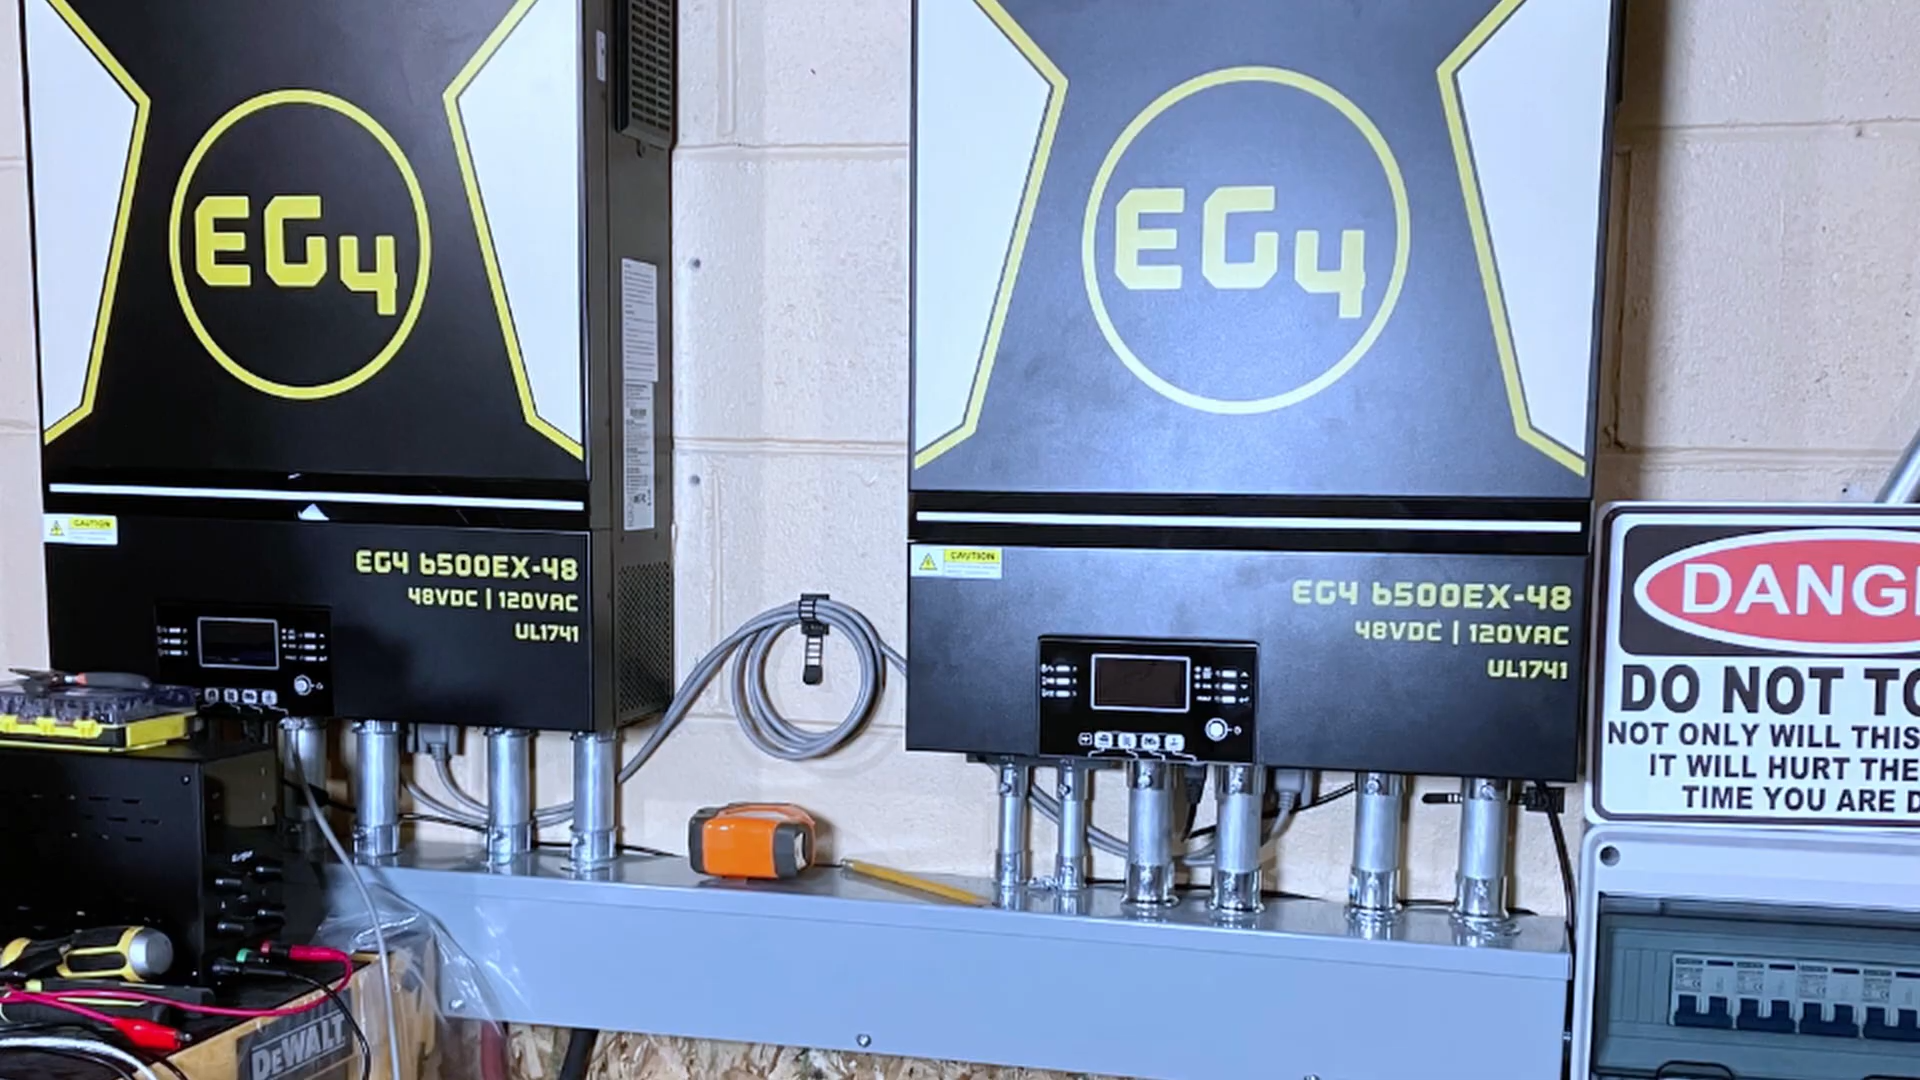 EG4
EG4
CAUTION
EG4 6500EX-48
48VDC | 120VAC
UL1741
CAUTION
EG4 6500EX-48
48VDC | 120VAC
UL1741
DANG
DO NOT TO
NOT ONLY WILL THIS
IT WILL HURT THE
TIME YOU ARE D
DEWALT